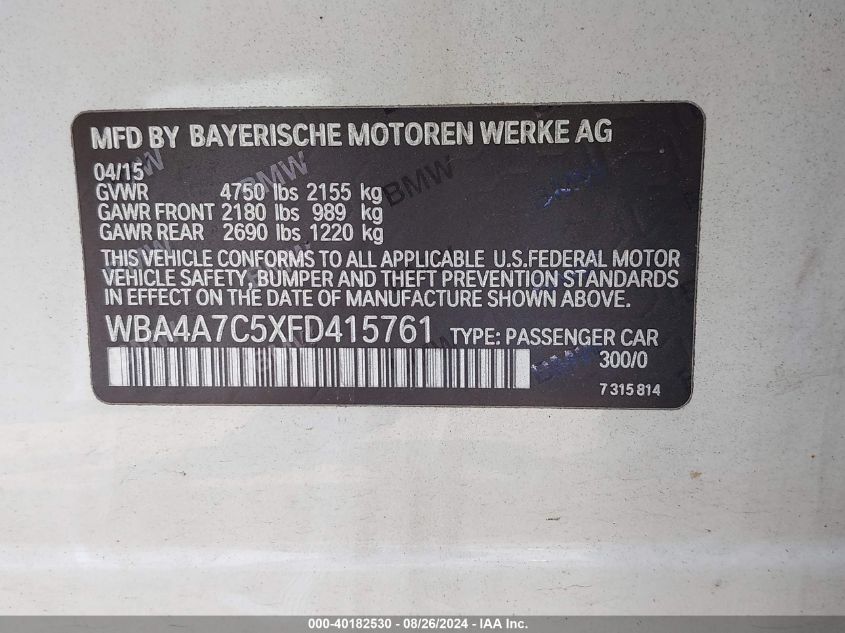 MFD BY BAYERISCHE MOTOREN WERKE AG
04/15
GVWR 4750 lbs 2155 kg
GAWR FRONT 2180 lbs 989 kg
GAWR REAR 2690 lbs 1220 kg
THIS VEHICLE CONFORMS TO ALL APPLICABLE U.S.FEDERAL MOTOR
VEHICLE SAFETY, BUMPER AND THEFT PREVENTION STANDARDS
IN EFFECT ON THE DATE OF MANUFACTURE SHOWN ABOVE.
WBA4A7C5XFD415761 TYPE: PASSENGER CAR
300/0
7 315 814
BMW
BMW
BMW
000-40182530 - 08/26/2024 - IAA Inc.